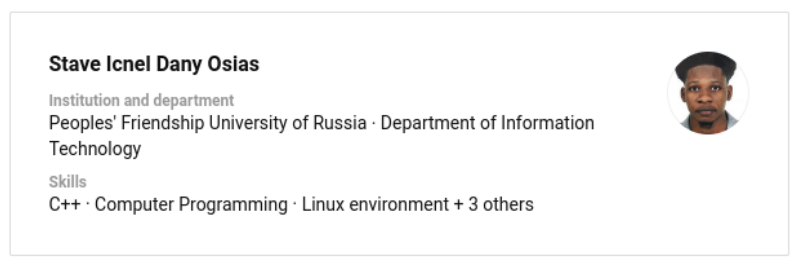 Stave Icnel Dany Osias
Institution and department
Peoples' Friendship University of Russia · Department of Information
Technology
Skills
C++ · Computer Programming · Linux environment + 3 others